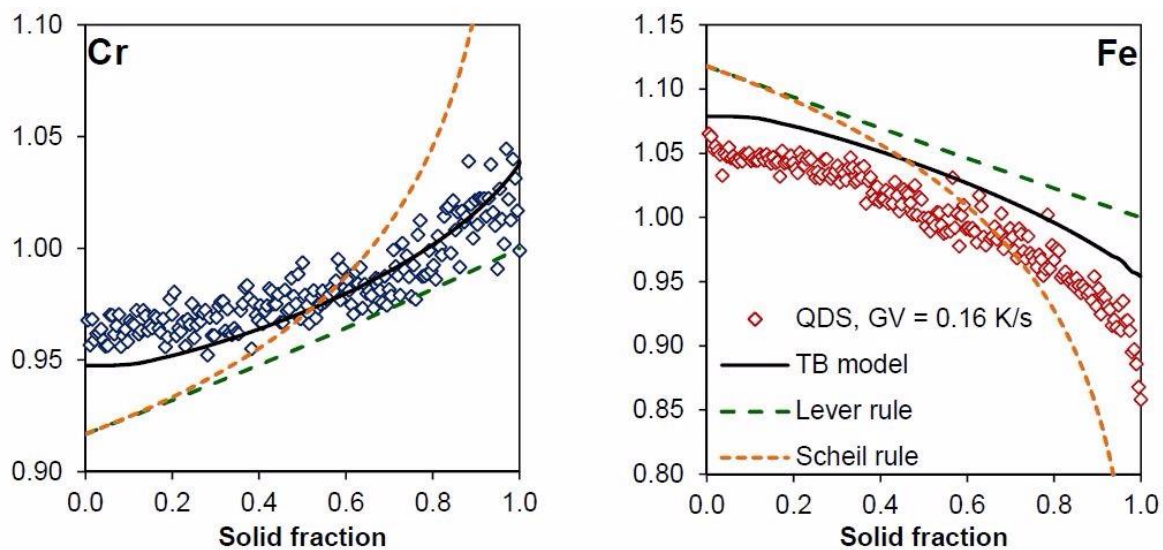 Cr
1.10
1.05
1.00
0.95
0.90
0.0 0.2 0.4 0.6 0.8 1.0
Solid fraction
Fe
1.15
1.10
1.05
1.00
0.95
0.90
0.85
0.80
QDS, GV = 0.16 K/s
TB model
Lever rule
Scheil rule
0.0 0.2 0.4 0.6 0.8 1.0
Solid fraction